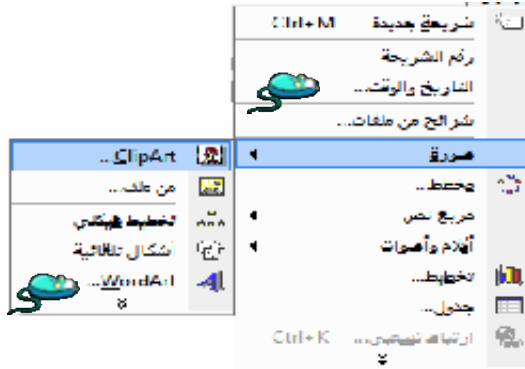 شريحة جديدة Ctrl+M
رقم الشريحة
التاريخ والوقت...
شرائح من ملفات...
صورة
مخطط...
مربع نص
أفلام وأصوات
تخطيط...
جدول...
ارتباط تشعبي... Ctrl+K
ClipArt...
من ملف...
تخطيط هيكلي
أشكال تلقائية
WordArt...